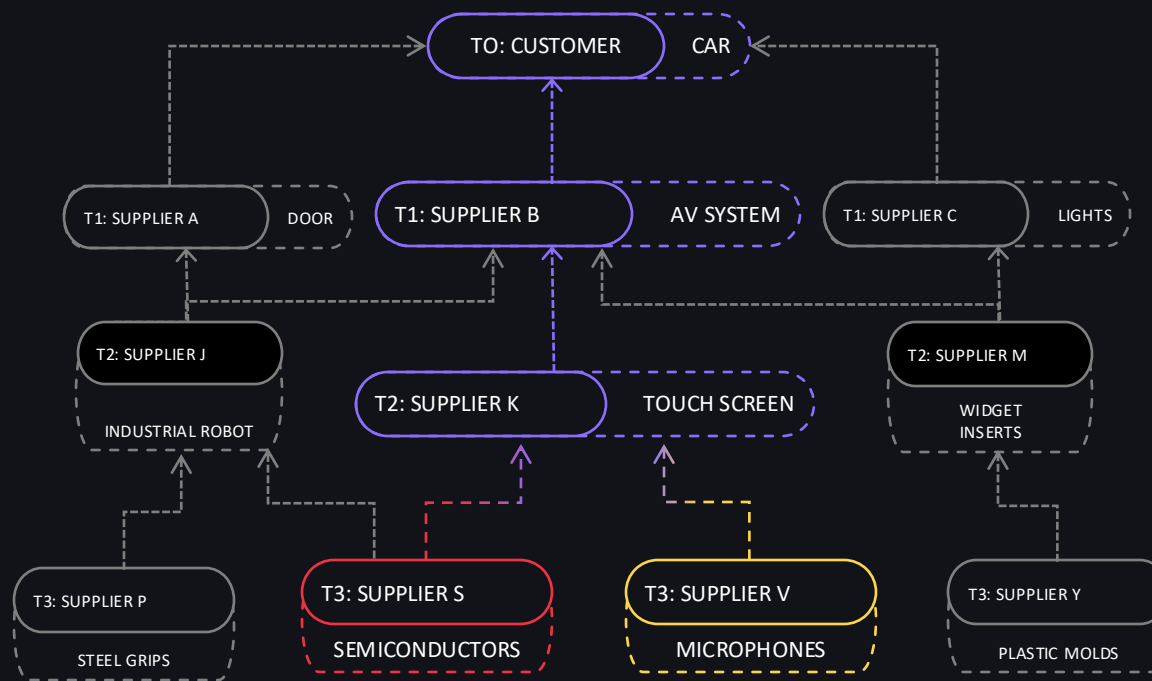 TO: CUSTOMER CAR
T1: SUPPLIER A DOOR
T1: SUPPLIER B AV SYSTEM
T1: SUPPLIER C LIGHTS
T2: SUPPLIER J
INDUSTRIAL ROBOT
T2: SUPPLIER K TOUCH SCREEN
T2: SUPPLIER M
WIDGET
INSERTS
T3: SUPPLIER P
STEEL GRIPS
T3: SUPPLIER S
SEMICONDUCTORS
T3: SUPPLIER V
MICROPHONES
T3: SUPPLIER Y
PLASTIC MOLDS